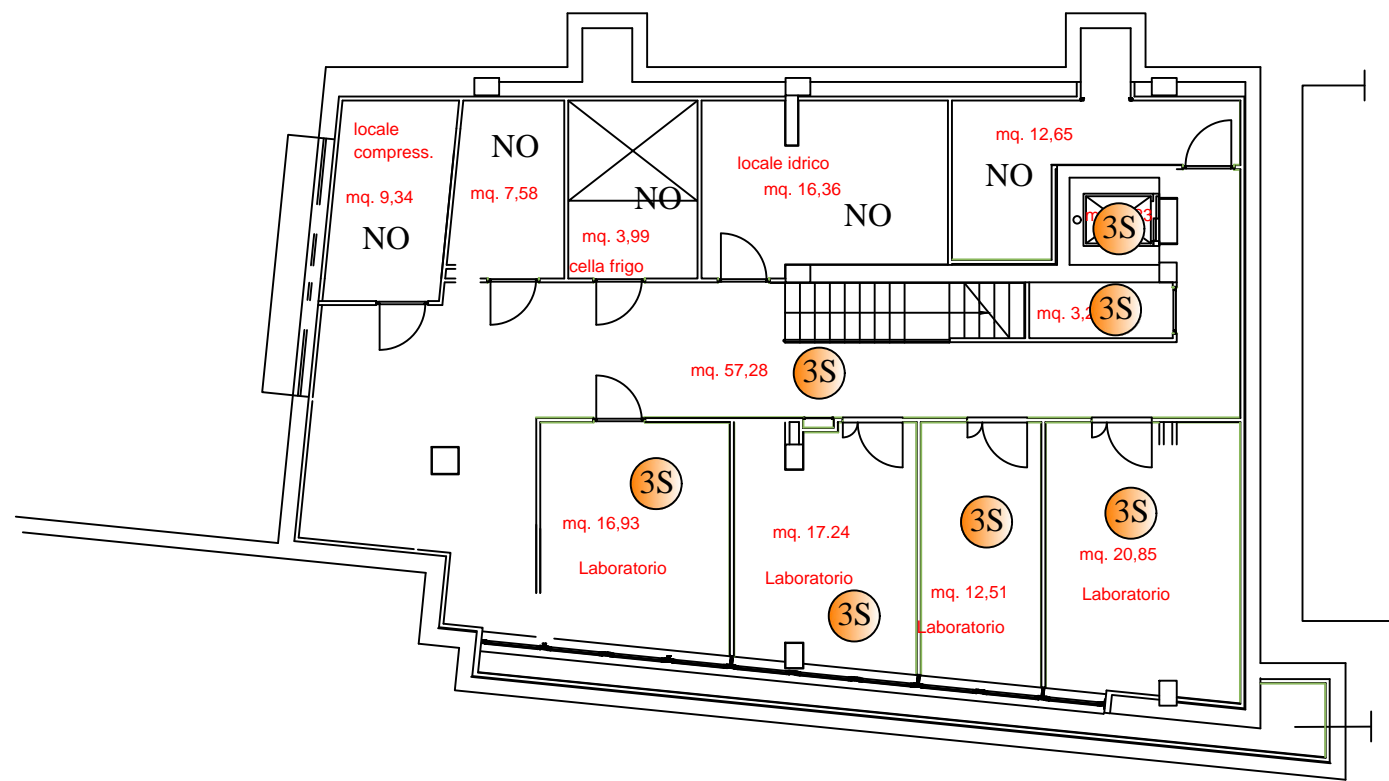 locale
compress.
mq. 9,34
NO
NO
mq. 7,58
NO
mq. 3,99
cella frigo
locale idrico
mq. 16,36
NO
mq. 12,65
NO
3S
3S
mq. 57,28
3S
3S
mq. 16,93
Laboratorio
mq. 17.24
Laboratorio
3S
3S
mq. 12,51
Laboratorio
3S
mq. 20,85
Laboratorio